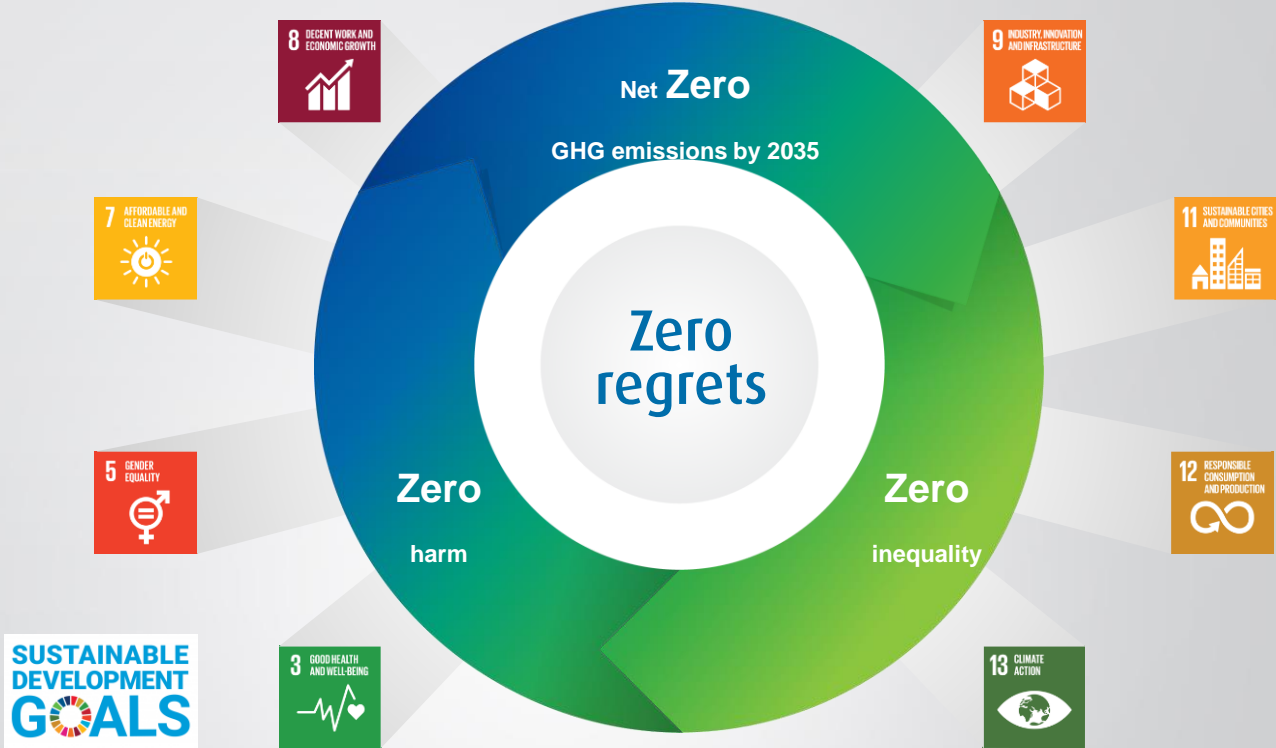 8 DECENT WORK AND
ECONOMIC GROWTH
Net Zero
GHG emissions by 2035
9 INDUSTRY, INNOVATION
AND INFRASTRUCTURE
7 AFFORDABLE AND
CLEAN ENERGY
11 SUSTAINABLE CITIES
AND COMMUNITIES
Zero
regrets
5 GENDER
EQUALITY
Zero
harm
Zero
inequality
12 RESPONSIBLE
CONSUMPTION
AND PRODUCTION
SUSTAINABLE
DEVELOPMENT
GOALS
3 GOOD HEALTH
AND WELL-BEING
13 CLIMATE
ACTION